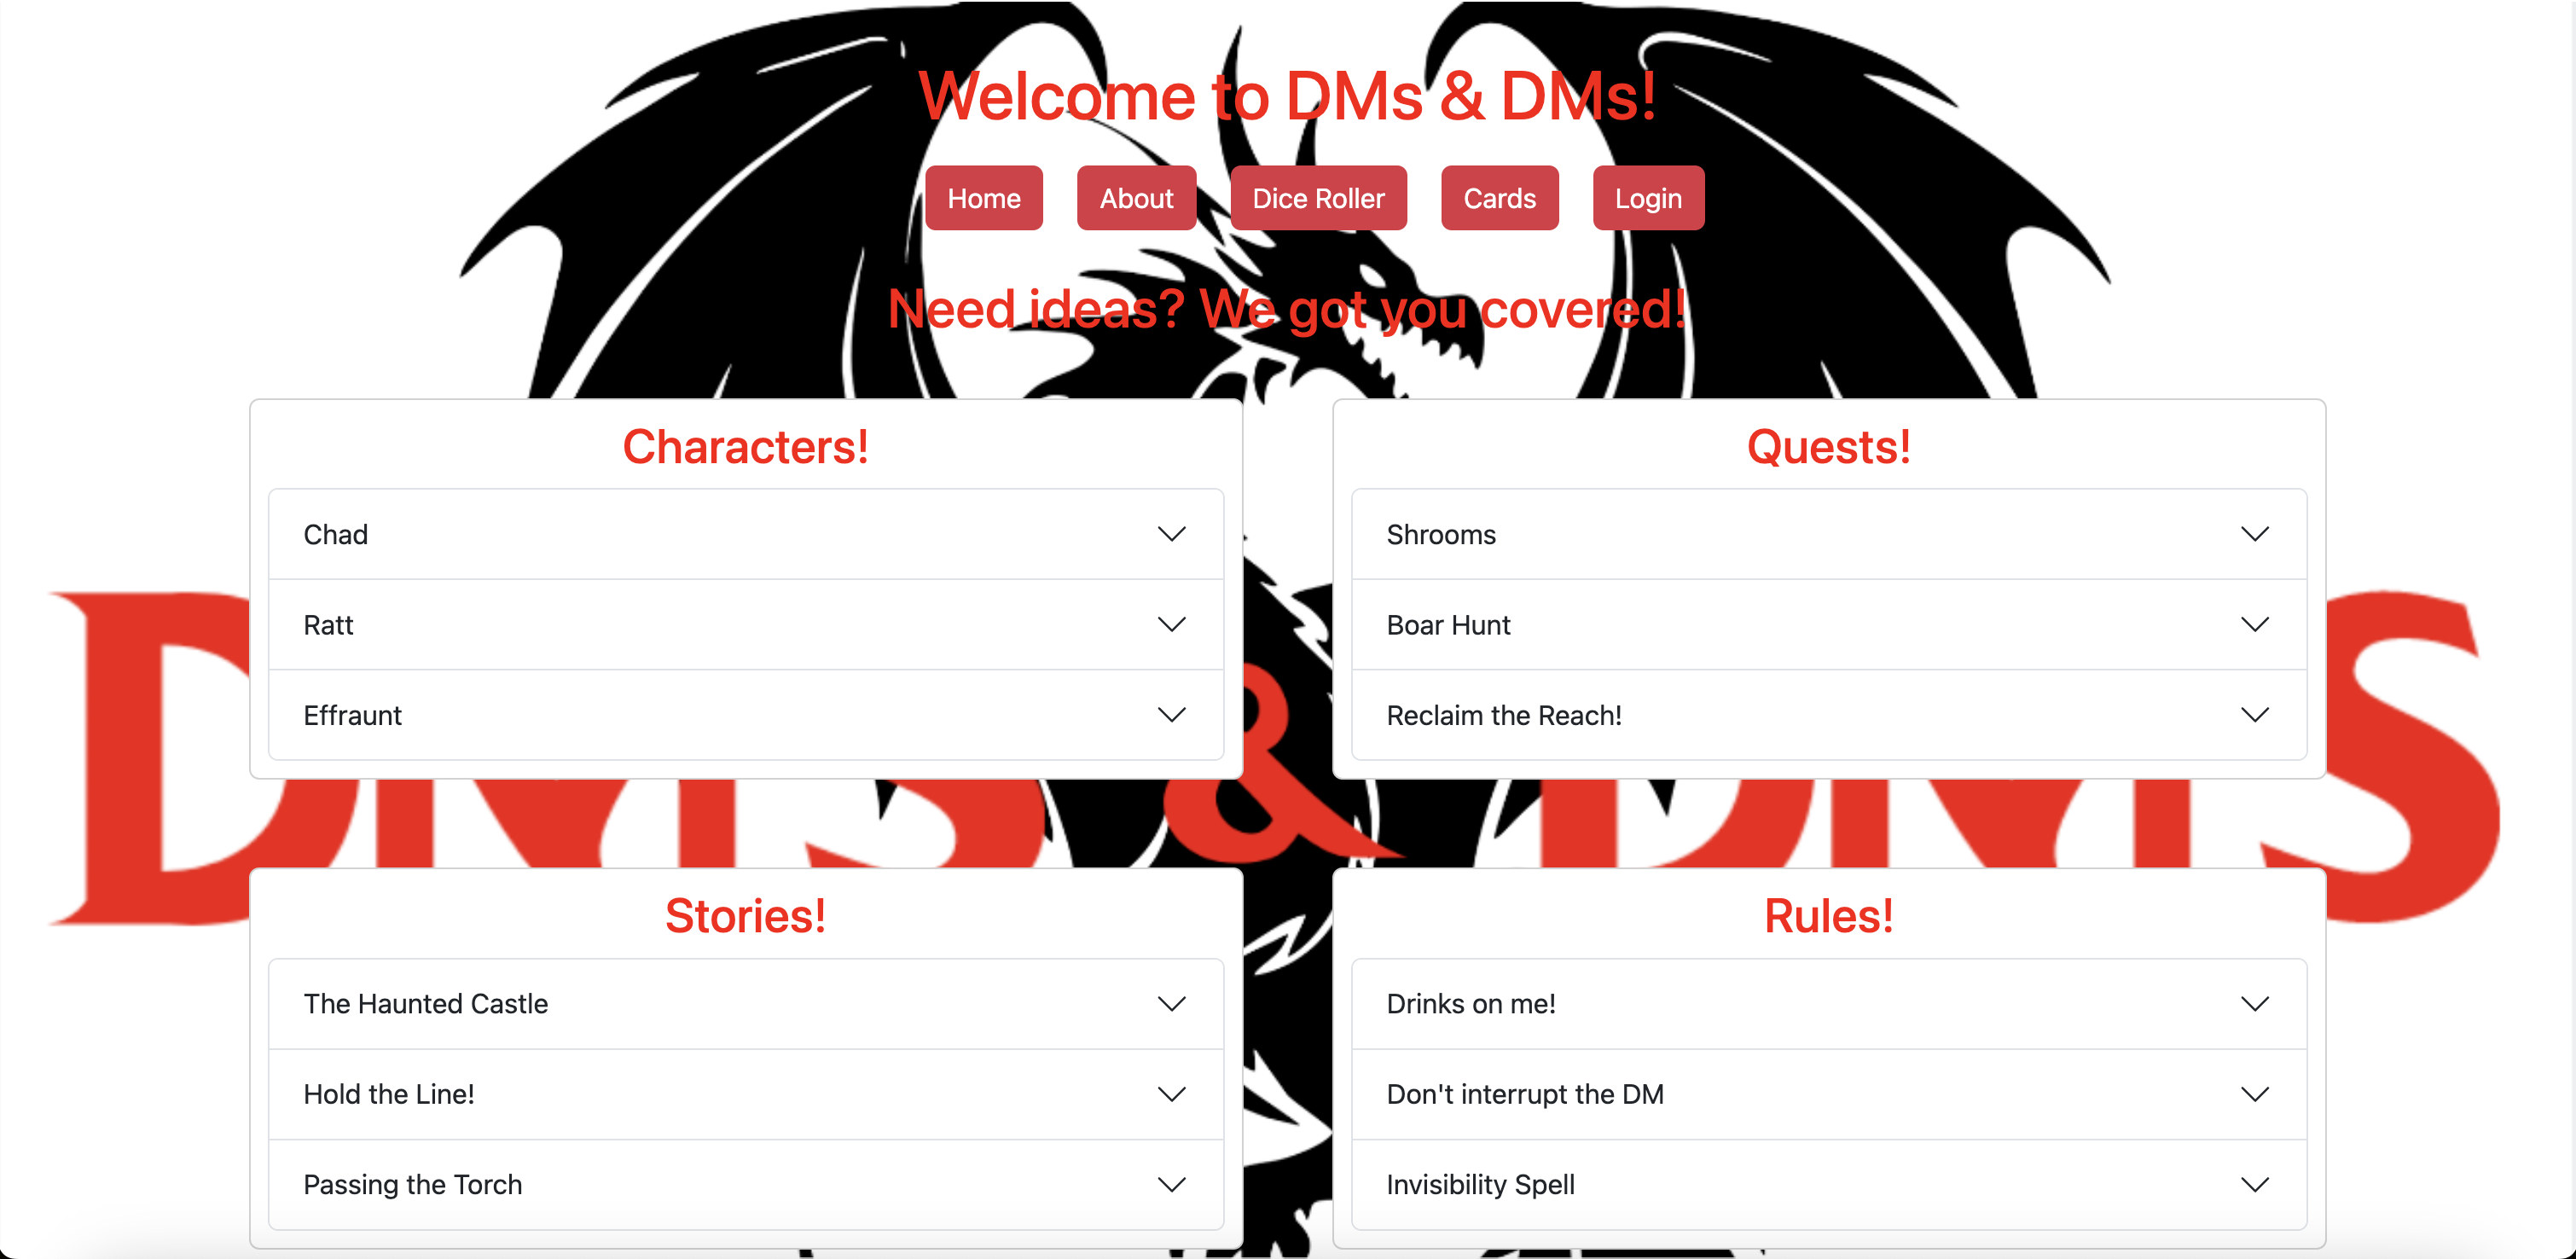 Welcome to DMs & DMs!
Home About Dice Roller Cards Login
Need ideas? We got you covered!
Characters!
Chad
Ratt
Effraunt
Quests!
Shrooms
Boar Hunt
Reclaim the Reach!
DMS & DMS
Stories!
The Haunted Castle
Hold the Line!
Passing the Torch
Rules!
Drinks on me!
Don't interrupt the DM
Invisibility Spell